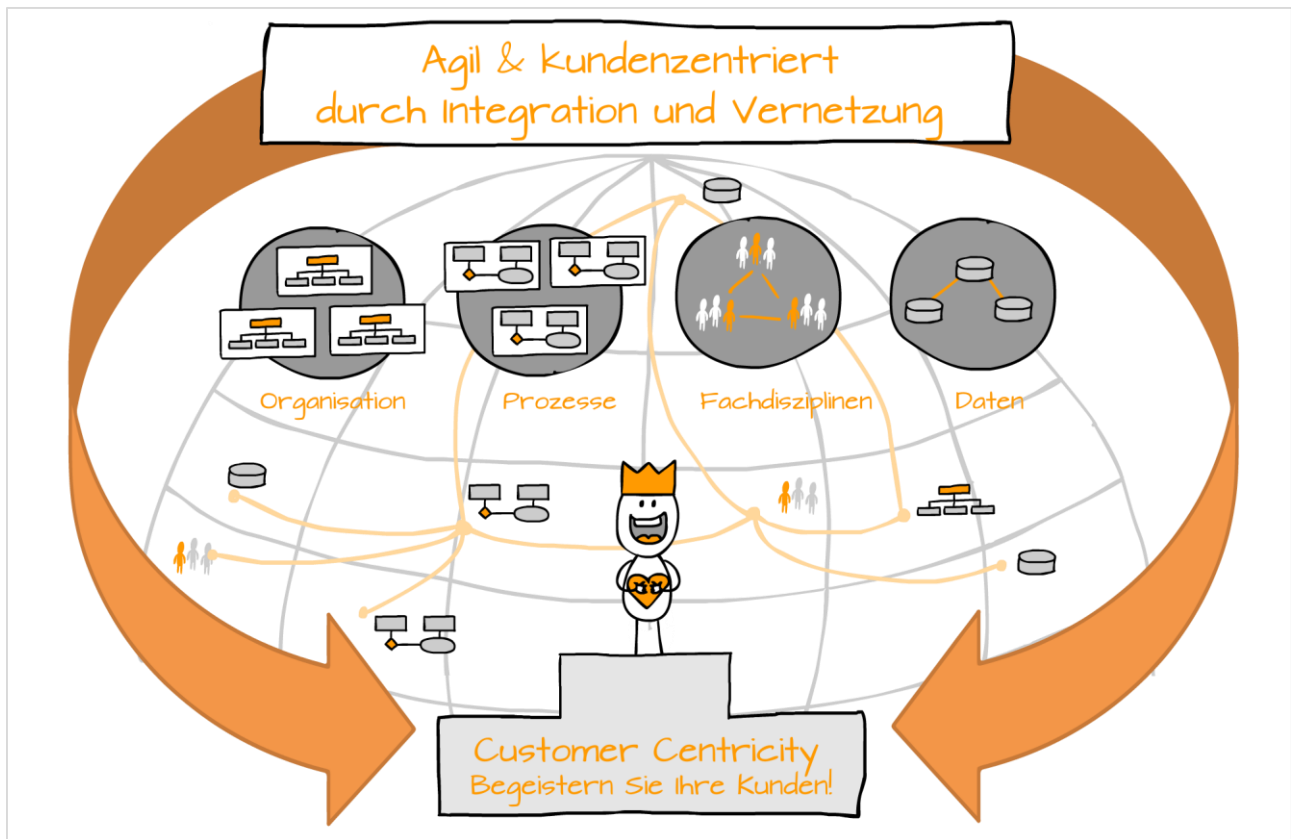 Agil & Kundenzentriert
durch Integration und Vernetzung
Organisation
Prozesse
Fachdisziplinen
Daten
Customer Centricity
Begeistern Sie Ihre Kunden!